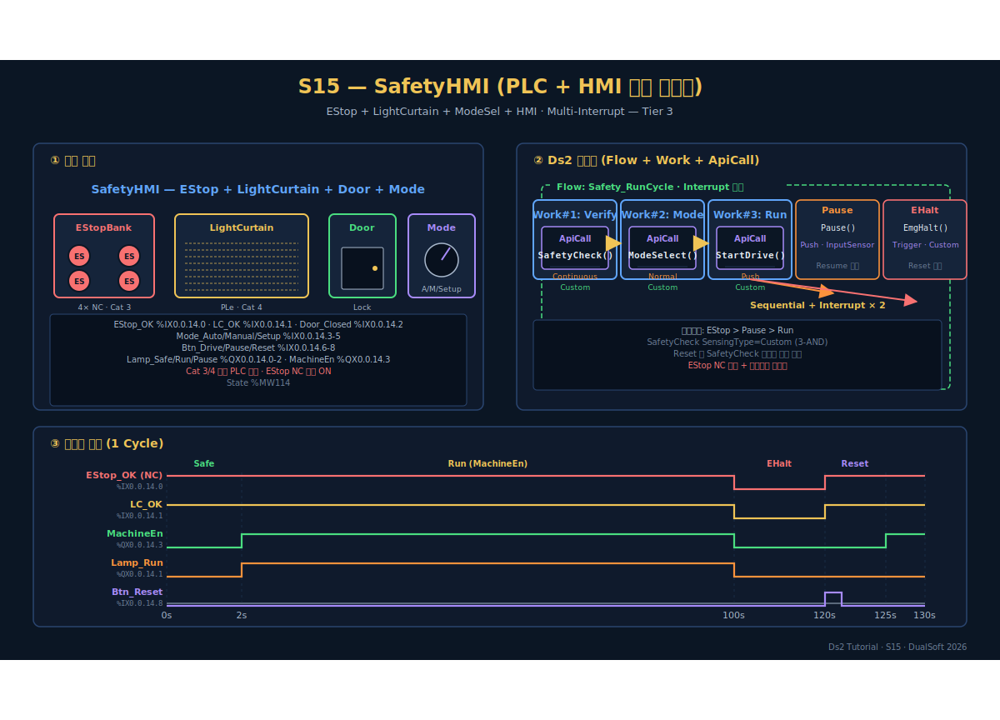 S15 — SafetyHMI (PLC + HMI
EStop + LightCurtain + ModeSel + HMI · Multi-Interrupt — Tier 3
①
SafetyHMI — EStop + LightCurtain + Door + Mode
EStopBank
ES
ES
ES
ES
4× NC · Cat 3
LightCurtain
PLe · Cat 4
Door
Lock
Mode
A/M/Setup
EStop_OK %IX0.0.14.0 · LC_OK %IX0.0.14.1 · Door_Closed %IX0.0.14.2
Mode_Auto/Manual/Setup %IX0.0.14.3-5
Btn_Drive/Pause/Reset %IX0.0.14.6-8
Lamp_Safe/Run/Pause %QX0.0.14.0-2 · MachineEn %QX0.0.14.3
Cat 3/4 PLC · EStop NC ON
State %MW114
② Ds2 (Flow + Work + ApiCall)
Flow: Safety_RunCycle · Interrupt
Work#1: Verify
ApiCall
SafetyCheck()
Continuous
Custom
Work#2: Mode
ApiCall
ModeSelect()
Normal
Custom
Work#3: Run
ApiCall
StartDrive()
Push
Custom
Pause
Pause()
Push · InputSensor
Resume
EHalt
EmgHalt()
Trigger · Custom
Reset
Sequential + Interrupt × 2
: EStop > Pause > Run
SafetyCheck SensingType=Custom (3-AND)
Reset SafetyCheck
EStop NC +
③ (1 Cycle)
Safe
Run (MachineEn)
EHalt
Reset
EStop_OK (NC)
%IX0.0.14.0
LC_OK
%IX0.0.14.1
MachineEn
%QX0.0.14.3
Lamp_Run
%QX0.0.14.1
Btn_Reset
%IX0.0.14.8
0s
2s
100s
120s
125s
130s
Ds2 Tutorial · S15 · DualSoft 2026